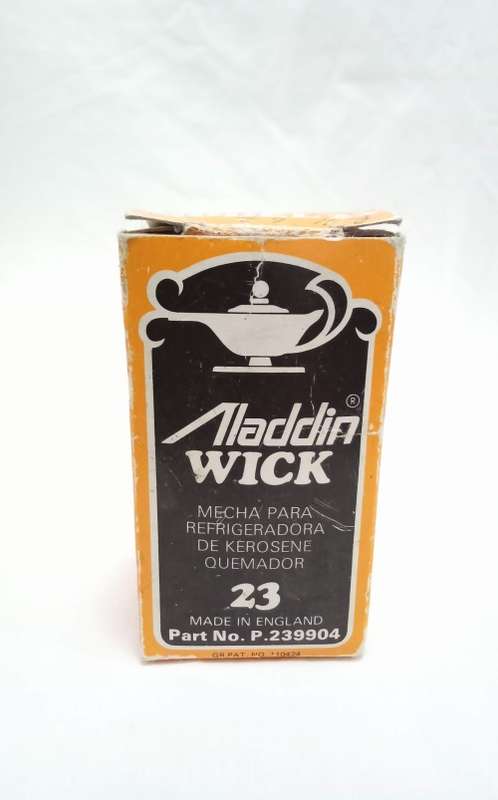 Aladdin ®
WICK
MECHA PARA
REFRIGERADORA
DE KEROSENE
QUEMADOR
23
MADE IN ENGLAND
Part No. P.239904